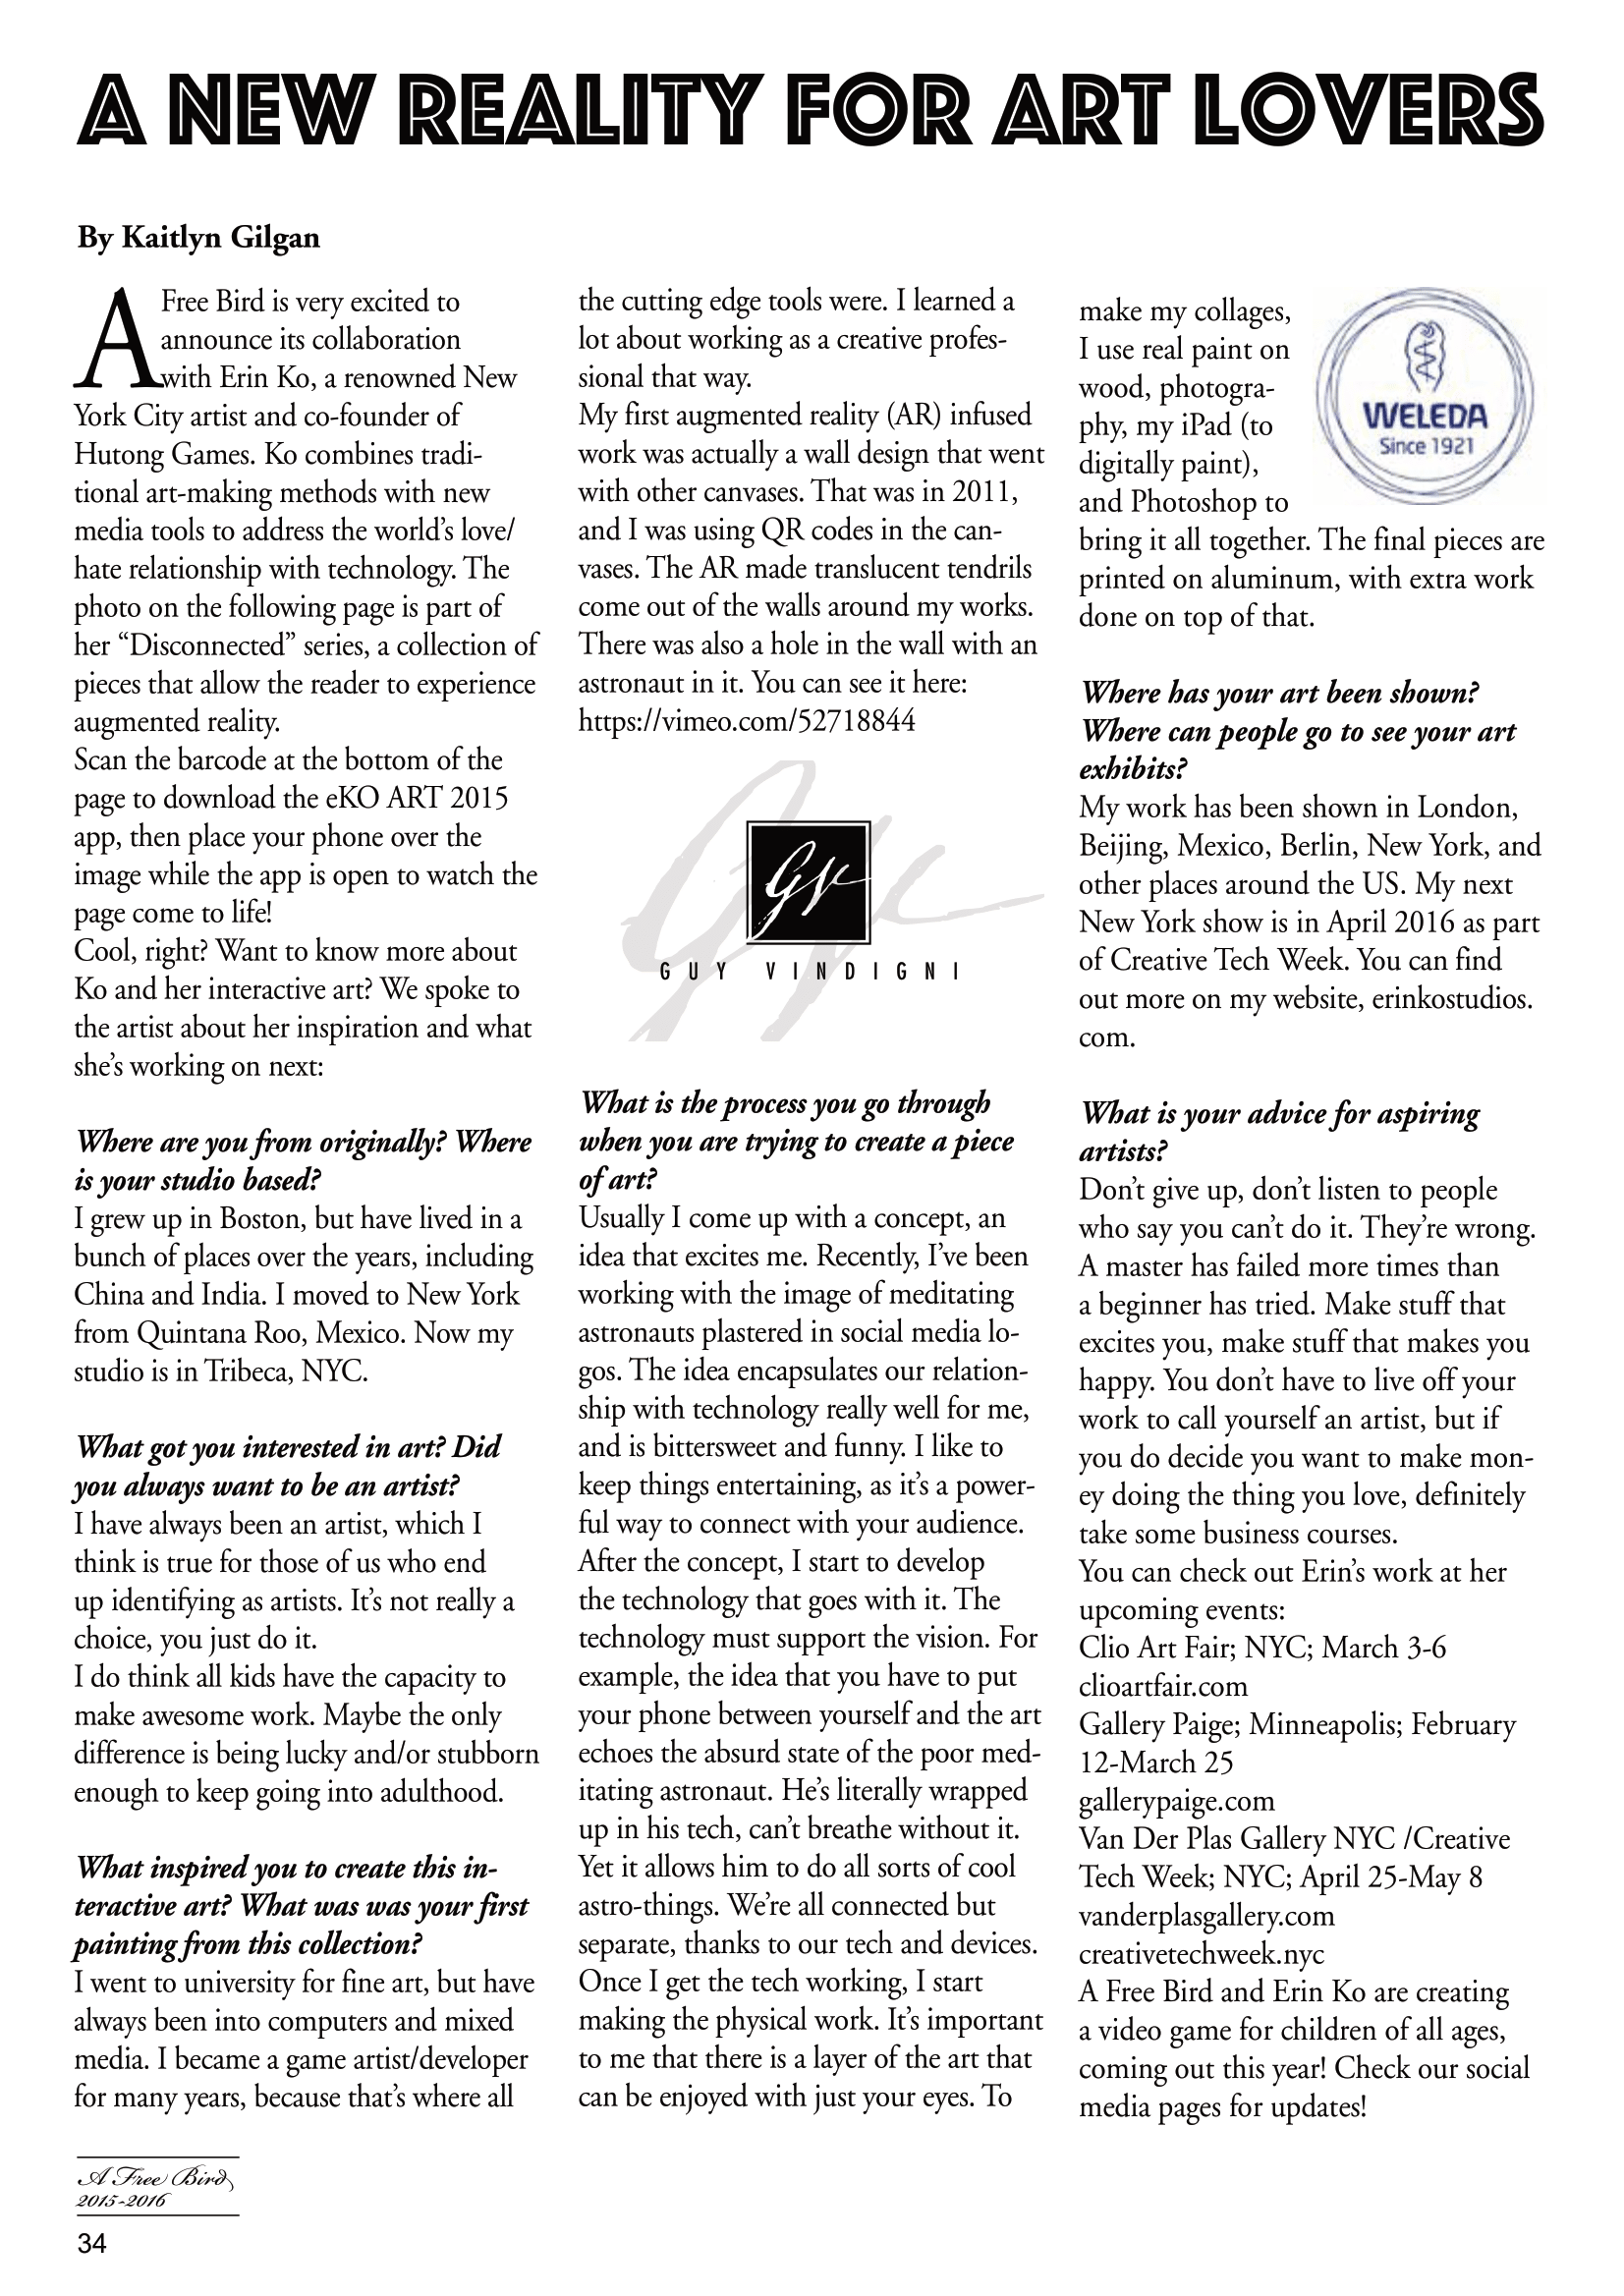 A NEW REALITY FOR ART LOVERS
By Kaitlyn Gilgan
A Free Bird is very excited to
announce its collaboration
with Erin Ko, a renowned New
York City artist and co-founder of
Hutong Games. Ko combines tradi-
tional art-making methods with new
media tools to address the world’s love/
hate relationship with technology. The
photo on the following page is part of
her “Disconnected” series, a collection of
pieces that allow the reader to experience
augmented reality.
Scan the barcode at the bottom of the
page to download the eKO ART 2015
app, then place your phone over the
image while the app is open to watch the
page come to life!
Cool, right? Want to know more about
Ko and her interactive art? We spoke to
the artist about her inspiration and what
she’s working on next:
Where are you from originally? Where
is your studio based?
I grew up in Boston, but have lived in a
bunch of places over the years, including
China and India. I moved to New York
from Quintana Roo, Mexico. Now my
studio is in Tribeca, NYC.
What got you interested in art? Did
you always want to be an artist?
I have always been an artist, which I
think is true for those of us who end
up identifying as artists. It’s not really a
choice, you just do it.
I do think all kids have the capacity to
make awesome work. Maybe the only
difference is being lucky and/or stubborn
enough to keep going into adulthood.
What inspired you to create this in-
teractive art? What was was your first
painting from this collection?
I went to university for fine art, but have
always been into computers and mixed
media. I became a game artist/developer
for many years, because that’s where all
the cutting edge tools were. I learned a
lot about working as a creative profes-
sional that way.
My first augmented reality (AR) infused
work was actually a wall design that went
with other canvases. That was in 2011,
and I was using QR codes in the can-
vases. The AR made translucent tendrils
come out of the walls around my works.
There was also a hole in the wall with an
astronaut in it. You can see it here:
https://vimeo.com/52718844
GV
GUY VINDIGNI
What is the process you go through
when you are trying to create a piece
of art?
Usually I come up with a concept, an
idea that excites me. Recently, I’ve been
working with the image of meditating
astronauts plastered in social media lo-
gos. The idea encapsulates our relation-
ship with technology really well for me,
and is bittersweet and funny. I like to
keep things entertaining, as it’s a power-
ful way to connect with your audience.
After the concept, I start to develop
the technology that goes with it. The
technology must support the vision. For
example, the idea that you have to put
your phone between yourself and the art
echoes the absurd state of the poor med-
itating astronaut. He’s literally wrapped
up in his tech, can’t breathe without it.
Yet it allows him to do all sorts of cool
astro-things. We’re all connected but
separate, thanks to our tech and devices.
Once I get the tech working, I start
making the physical work. It’s important
to me that there is a layer of the art that
can be enjoyed with just your eyes. To
make my collages,
I use real paint on
wood, photogra-
phy, my iPad (to
digitally paint),
and Photoshop to
WELEDA
Since 1921
bring it all together. The final pieces are
printed on aluminum, with extra work
done on top of that.
Where has your art been shown?
Where can people go to see your art
exhibits?
My work has been shown in London,
Beijing, Mexico, Berlin, New York, and
other places around the US. My next
New York show is in April 2016 as part
of Creative Tech Week. You can find
out more on my website, erinkostudios.
com.
What is your advice for aspiring
artists?
Don’t give up, don’t listen to people
who say you can’t do it. They’re wrong.
A master has failed more times than
a beginner has tried. Make stuff that
excites you, make stuff that makes you
happy. You don’t have to live off your
work to call yourself an artist, but if
you do decide you want to make mon-
ey doing the thing you love, definitely
take some business courses.
You can check out Erin’s work at her
upcoming events:
Clio Art Fair; NYC; March 3-6
clioartfair.com
Gallery Paige; Minneapolis; February
12-March 25
gallerypaige.com
Van Der Plas Gallery NYC /Creative
Tech Week; NYC; April 25-May 8
vanderplasgallery.com
creativetechweek.nyc
A Free Bird and Erin Ko are creating
a video game for children of all ages,
coming out this year! Check our social
media pages for updates!
A Free Bird
2015-2016
34